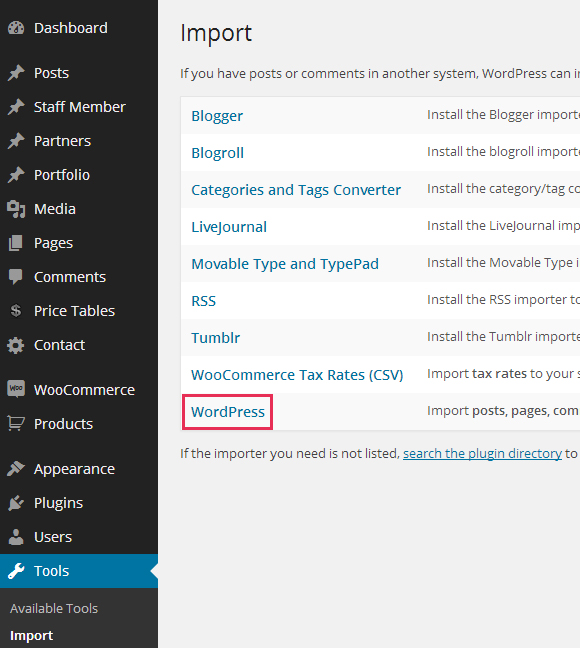 Dashboard
Posts
Staff Member
Partners
Portfolio
Media
Pages
Comments
Price Tables
Contact
WOO
WooCommerce
Products
Appearance
Plugins
Users
Tools
Available Tools
Import
Import
If you have posts or comments in another system, WordPress can i
Blogger Install the Blogger importe
Blogroll Install the blogroll importe
Categories and Tags Converter Install the category/tag co
LiveJournal Install the LiveJournal imp
Movable Type and TypePad Install the Movable Type i
RSS Install the RSS importer to
Tumblr Install the Tumblr importe
WooCommerce Tax Rates (CSV) Import tax rates to your s
WordPress Import posts, pages, com
If the importer you need is not listed, search the plugin directory to